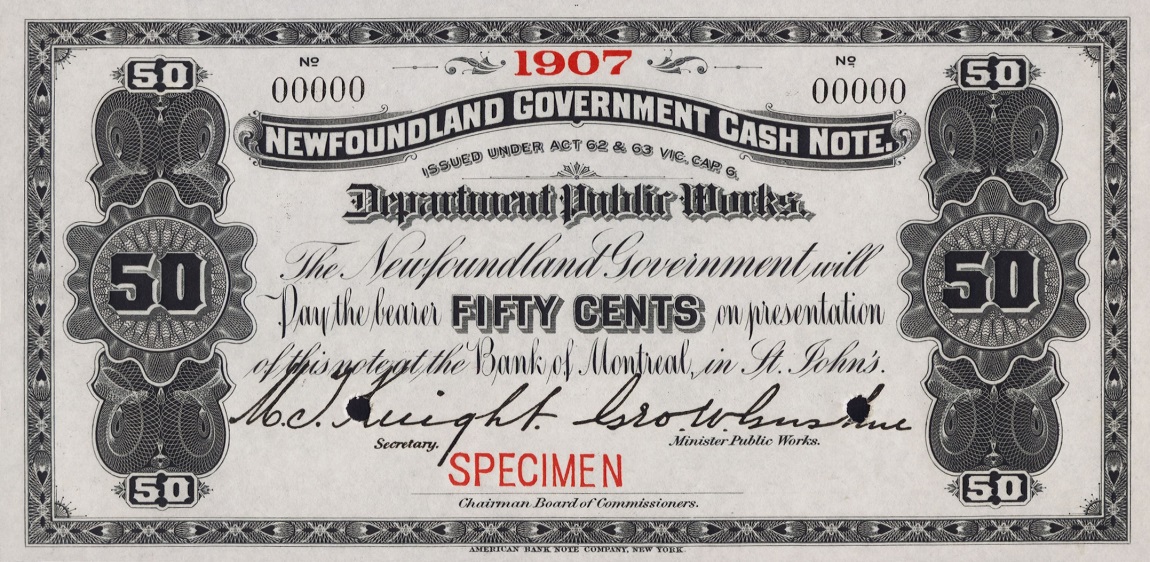 50 Nº 1907 Nº 50
00000 00000
NEWFOUNDLAND GOVERNMENT CASH NOTE.
ISSUED UNDER ACT 62 & 63 VIC. CAP. 6.
Department Public Works.
The Newfoundland Government will
50 Pay the bearer FIFTY CENTS on presentation 50
of this note at the Bank of Montreal, in St. John's.
Secretary. Minister Public Works.
SPECIMEN
50 Chairman Board of Commissioners. 50
AMERICAN BANK NOTE COMPANY, NEW YORK.